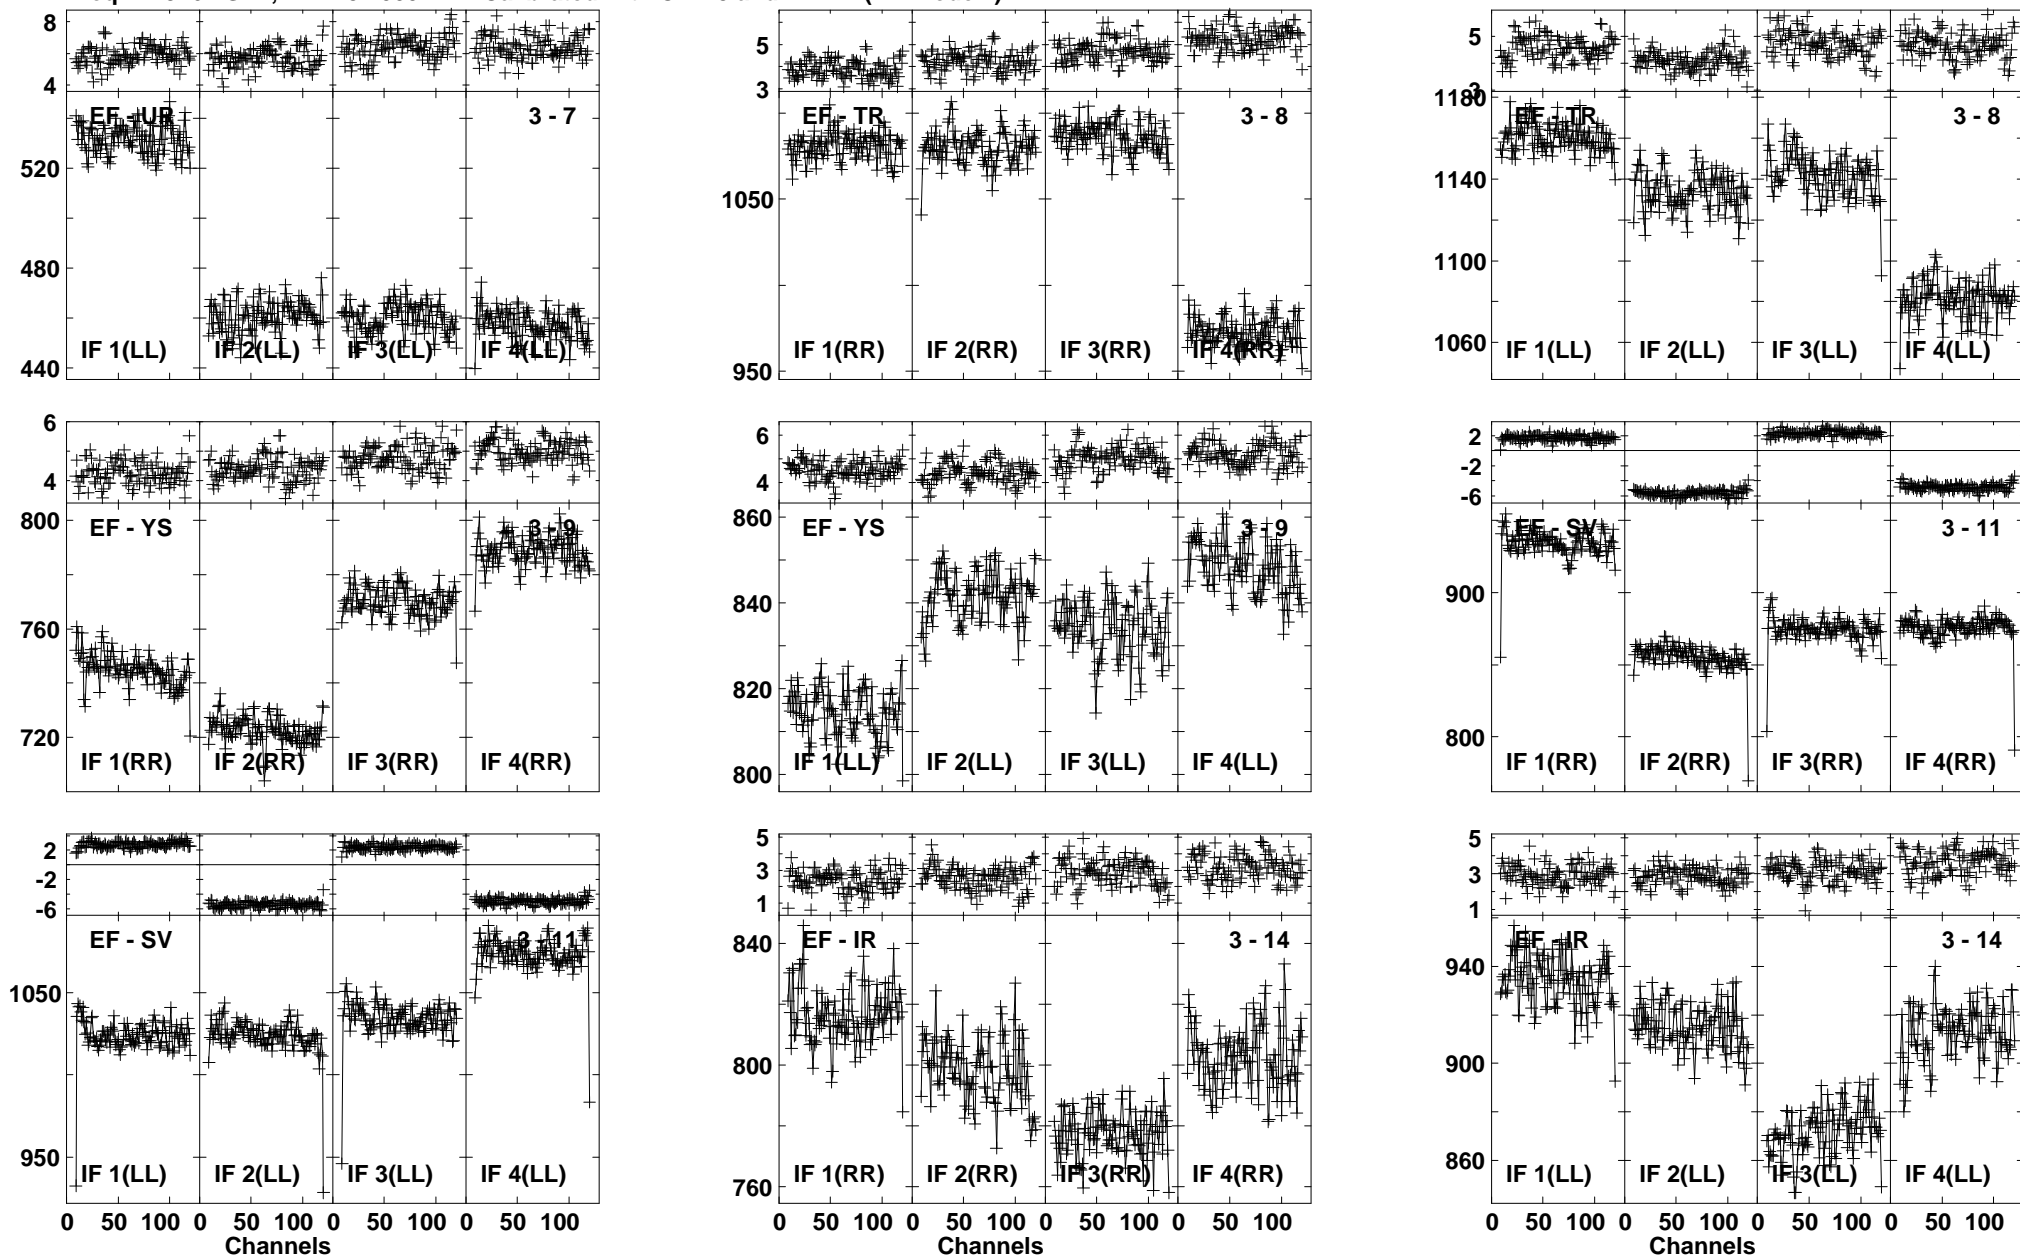 8
4
EF - UR
3 - 7
520
480
440
IF 1(LL)
IF 2(LL)
IF 3(LL)
IF 4(LL)
5
3
EF - TR
3 - 8
1050
950
IF 1(RR)
IF 2(RR)
IF 3(RR)
IF 4(RR)
5
3
1180
EF - TR
3 - 8
1140
1100
1060
IF 1(LL)
IF 2(LL)
IF 3(LL)
IF 4(LL)
6
4
800
EF - YS
3 - 9
760
720
IF 1(RR)
IF 2(RR)
IF 3(RR)
IF 4(RR)
6
4
860
EF - YS
3 - 9
840
820
800
IF 1(LL)
IF 2(LL)
IF 3(LL)
IF 4(LL)
2
-2
-6
EF - SV
3 - 11
900
800
IF 1(RR)
IF 2(RR)
IF 3(RR)
IF 4(RR)
2
-2
-6
EF - SV
3 - 11
1050
950
IF 1(LL)
IF 2(LL)
IF 3(LL)
IF 4(LL)
0 50 100 0 50 100 0 50 100 0 50 100
Channels
5
3
1
840
EF - IR
3 - 14
800
760
IF 1(RR)
IF 2(RR)
IF 3(RR)
IF 4(RR)
0 50 100 0 50 100 0 50 100 0 50 100
Channels
5
3
1
EF - IR
3 - 14
940
900
860
IF 1(LL)
IF 2(LL)
IF 3(LL)
IF 4(LL)
0 50 100 0 50 100 0 50 100 0 50 100
Channels